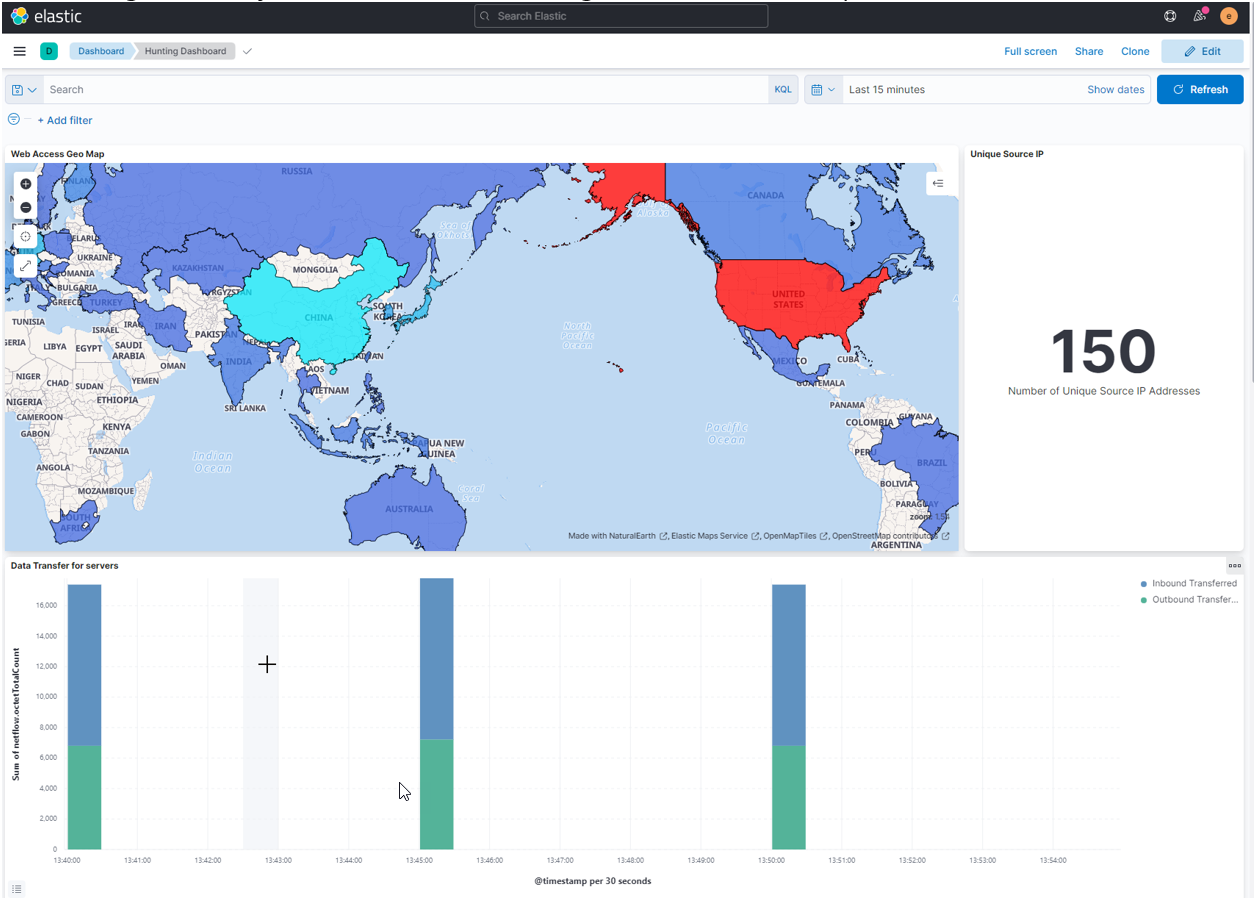 elastic
Search Elastic
e
D
Dashboard
Hunting Dashboard
Full screen
Share
Clone
Edit
Search
KQL
Last 15 minutes
Show dates
Refresh
+ Add filter
Web Access Geo Map
Unique Source IP
RUSSIA
CANADA
FINLAND
Sea of
Okhotsk
Alaska
BELARUS
UKRAINE
KAZAKHSTAN
MONGOLIA
ROMANIA
ITALY
BULGARIA
KYRGYZSTAN
UNITED
STATES
GREECE
TURKEY
SOUTH
KOREA
CHINA
TUNISIA
ISRAEL
IRAQ
IRAN
PAKISTAN
North
Pacific
Ocean
LIBYA
EGYPT
SAUDI
ARABIA
NEPAL
TAIWAN
INDIA
MEXICO
CUBA
OMAN
LAOS
NIGER
CHAD
SUDAN
YEMEN
VIETNAM
GUATEMALA
150
Number of Unique Source IP Addresses
NIGERIA
ETHIOPIA
SRI LANKA
PANAMA
CAMEROON
KENYA
COLOMBIA
GUYANA
GABON
Pacific
Ocean
TANZANIA
Indian
Ocean
PAPUA NEW
GUINEA
PERU
BRAZIL
ANGOLA
BOLIVIA
MOZAMBIQUE
Coral
Sea
AUSTRALIA
PARAGUAY
SOUTH
AFRICA
zoom: 1.54
Made with NaturalEarth , Elastic Maps Service , OpenMapTiles , OpenStreetMap contributors
ARGENTINA
Data Transfer for servers
Inbound Transferred
Outbound Transfer...
Sum of netflow.octetTotalCount
16,000
14,000
12,000
10,000
8,000
6,000
4,000
2,000
0
13:40:00 13:41:00 13:42:00 13:43:00 13:44:00 13:45:00 13:46:00 13:47:00 13:48:00 13:49:00 13:50:00 13:51:00 13:52:00 13:53:00 13:54:00
@timestamp per 30 seconds